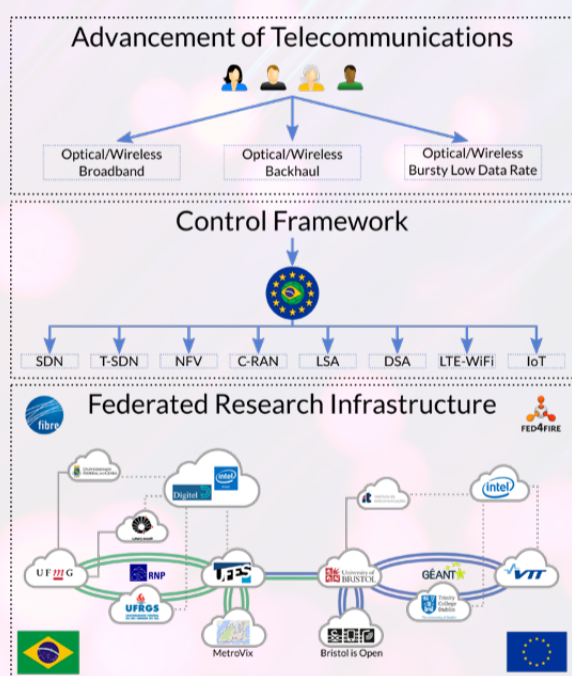 Advancement of Telecommunications
Optical/Wireless
Broadband
Optical/Wireless
Backhaul
Optical/Wireless
Bursty Low Data Rate
Control Framework
SDN
T-SDN
NFV
C-RAN
LSA
DSA
LTE-WiFi
IoT
Federated Research Infrastructure
fibre
FED4FIRE
Digitel
intel
intel
UFMG
RNP
UFES
University of
BRISTOL
GÉANT
VTT
UFRGS
Trinity
College
Dublin
MetroVix
Bristol is Open